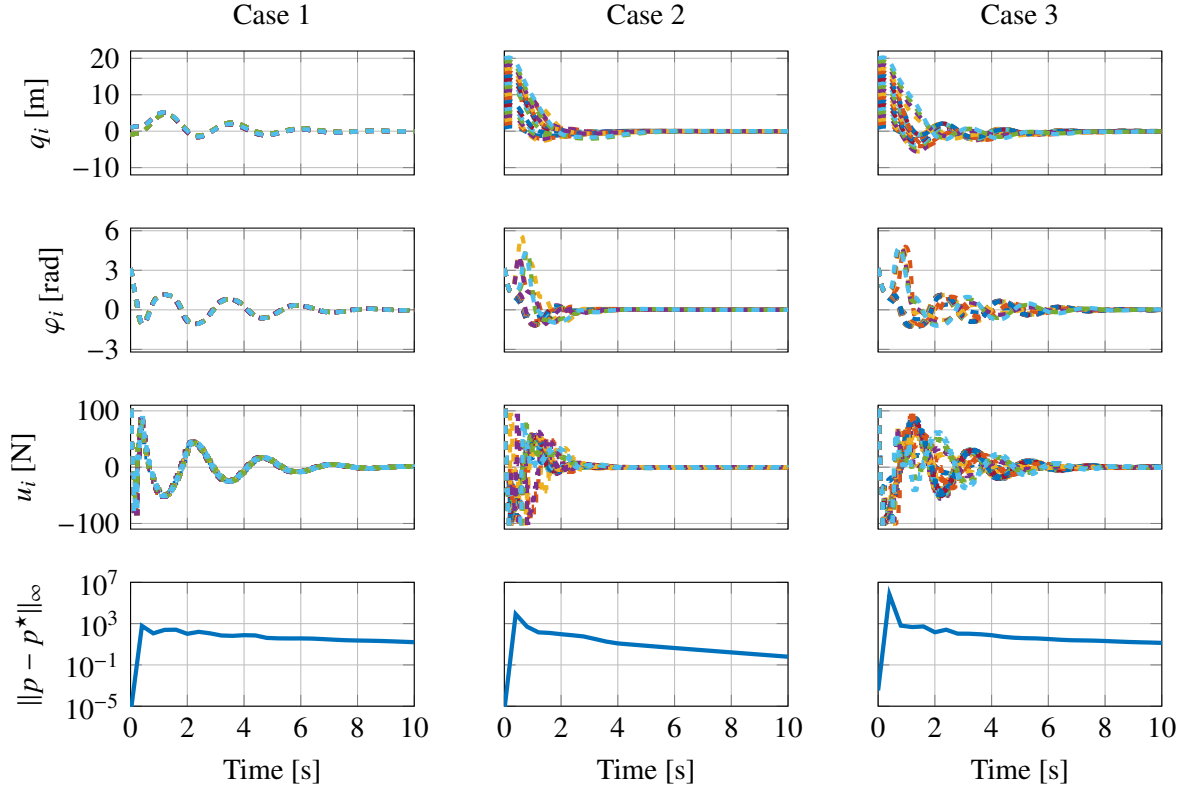 Case 1 Case 2 Case 3
20
10
0
−10
q_i [m]
6
3
0
−3
φ_i [rad]
100
0
−100
u_i [N]
10^7
10^3
10^−1
10^−5
||p − p^★||_∞
0 2 4 6 8 10 0 2 4 6 8 10 0 2 4 6 8 10
Time [s] Time [s] Time [s]